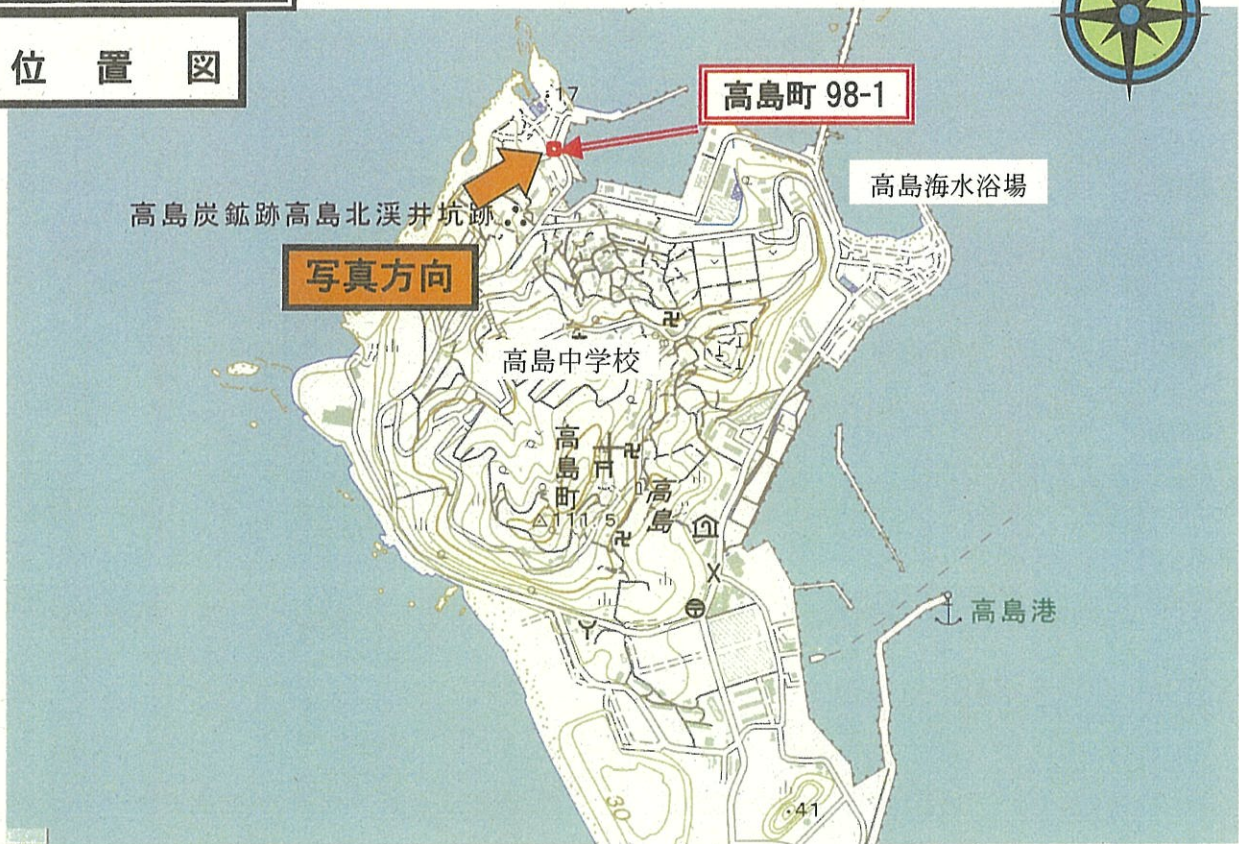 位置図
17
高島町 98-1
高島海水浴場
高島炭鉱跡高島北渓井坑跡
写真方向
高島中学校
高島町
高島
111.5
高島港
30
41